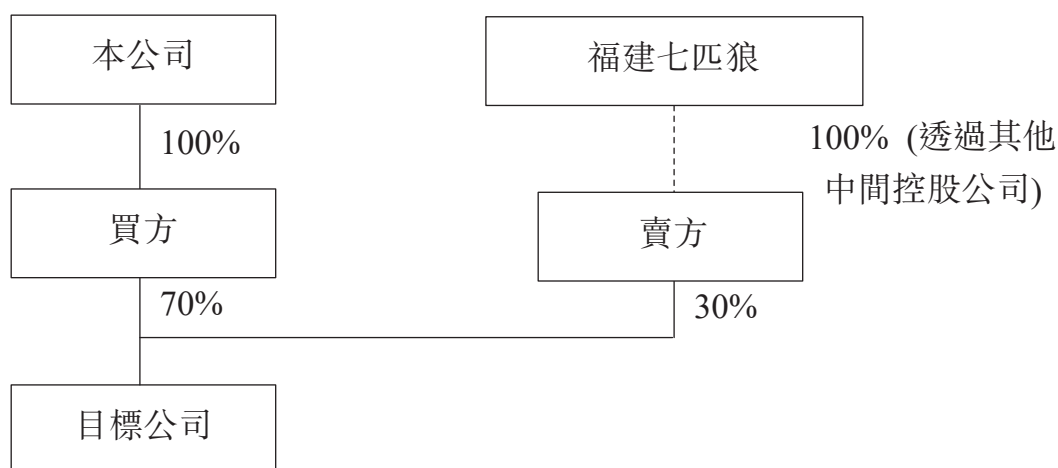 本公司
福建七匹狼
100%
100% (透過其他
中間控股公司)
買方
賣方
70%
30%
目標公司